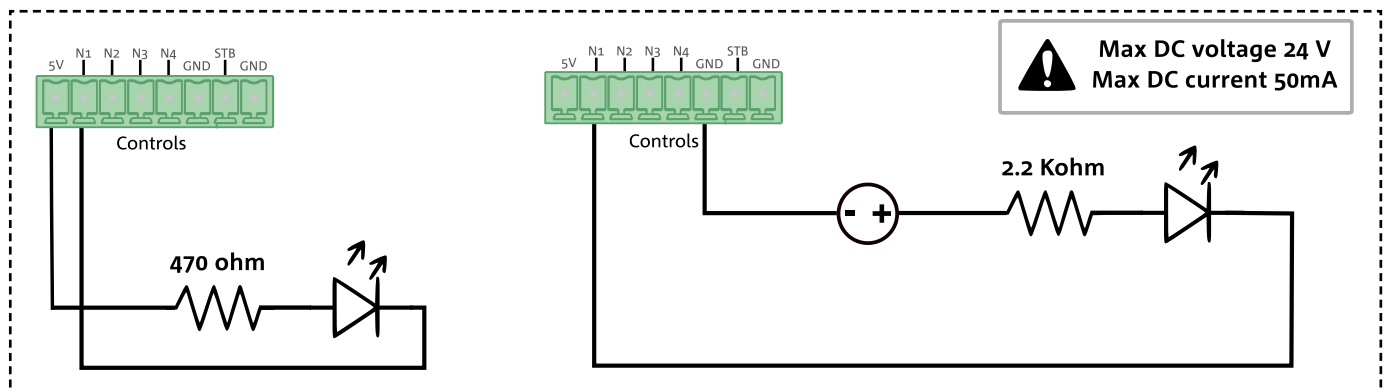 5V N1 N2 N3 N4 GND STB GND
Controls
470 ohm
5V N1 N2 N3 N4 GND STB GND
Controls
- +
2.2 Kohm
!
Max DC voltage 24 V
Max DC current 50mA